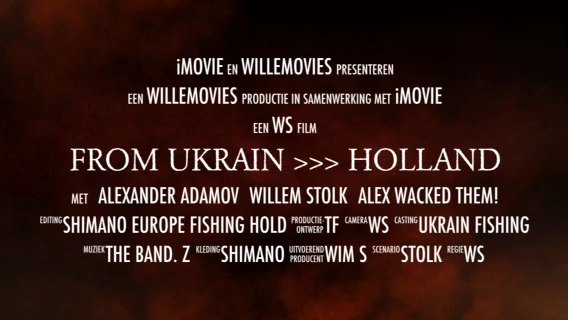 iMOVIE EN WILLEMOVIES PRESENTEREN
EEN WILLEMOVIES PRODUCTIE IN SAMENWERKING MET iMOVIE
EEN WS FILM
FROM UKRAIN >>> HOLLAND
MET ALEXANDER ADAMOV WILLEM STOLK ALEX WACKED THEM!
EDITING SHIMANO EUROPE FISHING HOLD PRODUCTIE-ONTWERP TF CAMERA WS CASTING UKRAIN FISHING
MUZIEK THE BAND. Z KLEDING SHIMANO UITVOEREND PRODUCENT WIM S SCENARIO STOLK REGIE WS